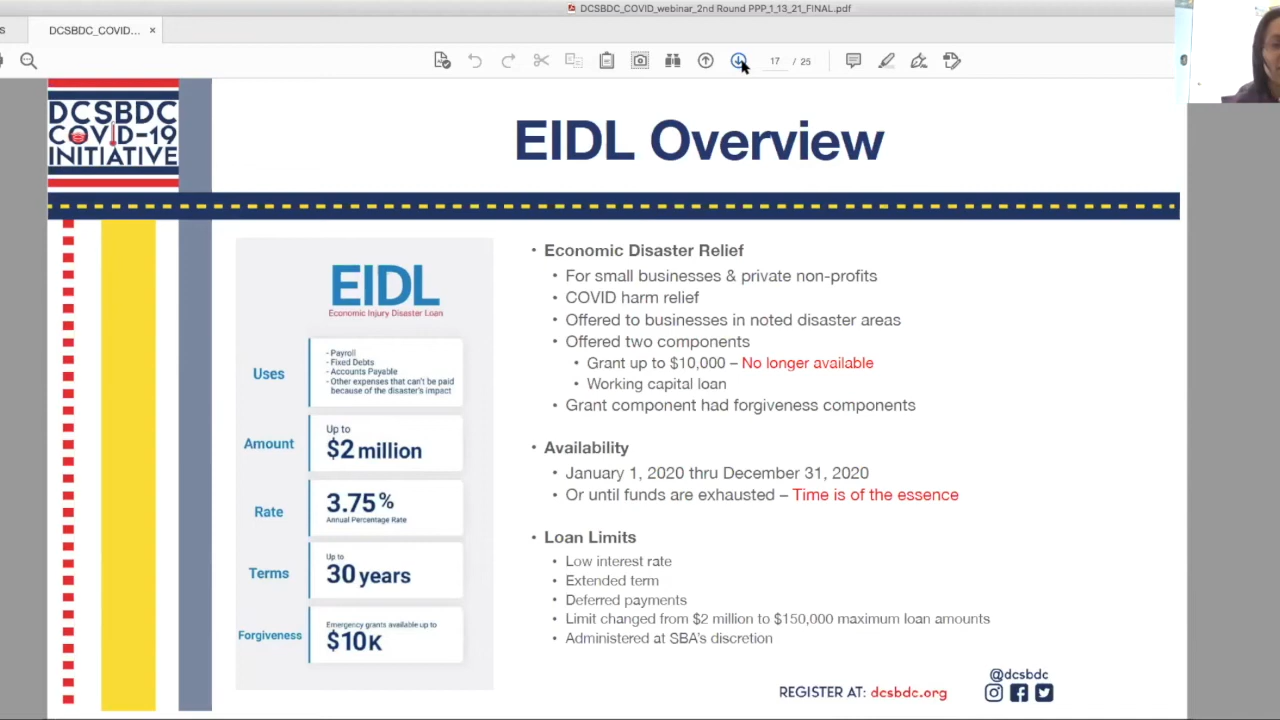 DCSBDC_COVID_webinar_2nd Round PPP_1_13_21_FINAL.pdf
s
DCSBDC_COVID... ×
17 / 25
DCSBDC
COVID-19
INITIATIVE
EIDL Overview
EIDL
Economic Injury Disaster Loan
Uses
- Payroll
- Fixed Debts
- Accounts Payable
- Other expenses that can't be paid
because of the disaster's impact
Amount
Up to
$2 million
Rate
3.75%
Annual Percentage Rate
Terms
Up to
30 years
Forgiveness
Emergency grants available up to
$10K
• Economic Disaster Relief
• For small businesses & private non-profits
• COVID harm relief
• Offered to businesses in noted disaster areas
• Offered two components
• Grant up to $10,000 – No longer available
• Working capital loan
• Grant component had forgiveness components
• Availability
• January 1, 2020 thru December 31, 2020
• Or until funds are exhausted – Time is of the essence
• Loan Limits
• Low interest rate
• Extended term
• Deferred payments
• Limit changed from $2 million to $150,000 maximum loan amounts
• Administered at SBA's discretion
@dcsbdc
REGISTER AT: dcsbdc.org